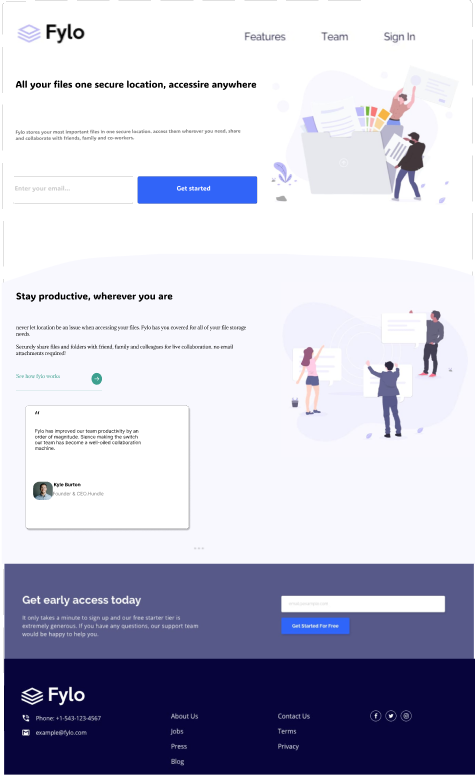 Fylo
Features Team Sign In
All your files one secure location, accessire anywhere
Fylo stores your most important files in one secure location. access them wherever you need, share
and collaborate with friends, family and co-workers.
Enter your email...
Get started
Stay productive, wherever you are
never let location be an issue when accessing your files. Fylo has you covered for all of your file storage
needs.
Securely share files and folders with friend, family and colleagues for live collaboration. no email
attachments required!
See how fylo works
"
Fylo has improved our team productivity by an
order of magnitude. Sience making the switch
our team has become a well-oiled collaboration
machine.
Kyle Burton
Founder & CEO,Hundle
Get early access today
It only takes a minute to sign up and our free starter tier is
extremely generous. If you have any questions, our support team
would be happy to help you.
Get Started For Free
Fylo
Phone: +1-543-123-4567
example@fylo.com
About Us
Jobs
Press
Blog
Contact Us
Terms
Privacy